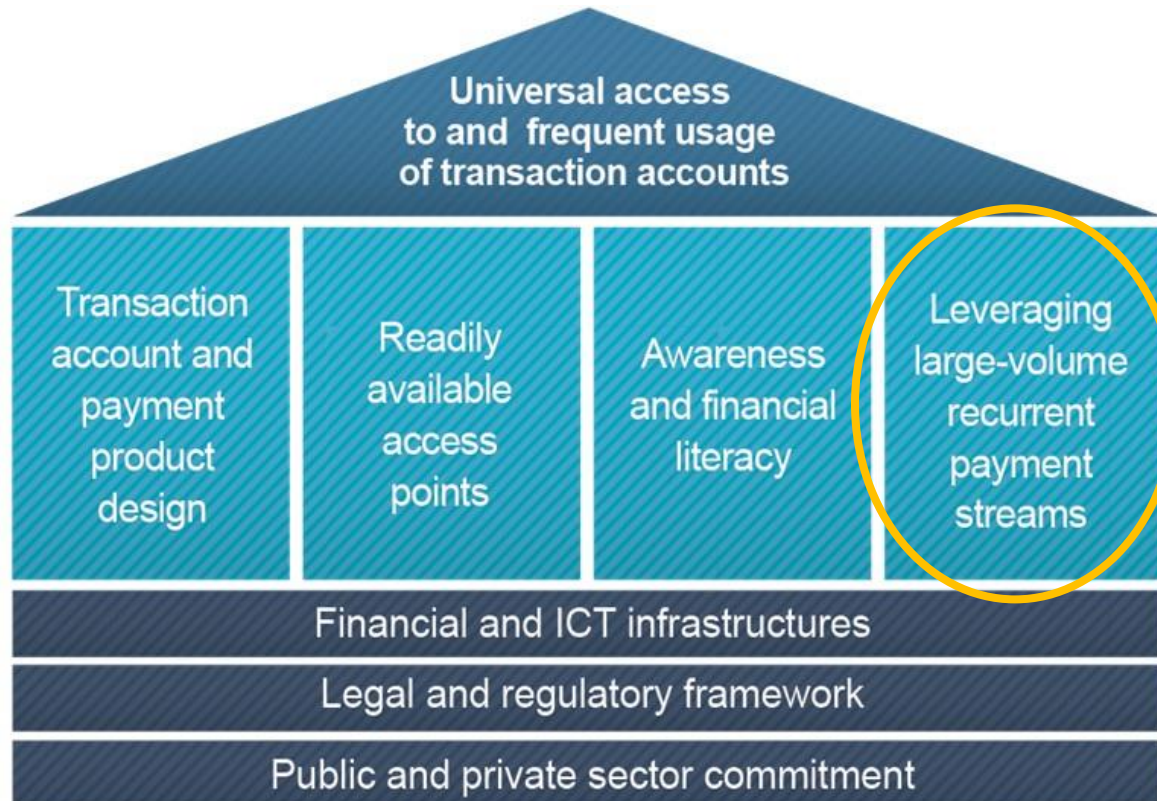 Universal access
to and frequent usage
of transaction accounts
Transaction
account and
payment
product
design
Readily
available
access
points
Awareness
and financial
literacy
Leveraging
large-volume
recurrent
payment
streams
Financial and ICT infrastructures
Legal and regulatory framework
Public and private sector commitment